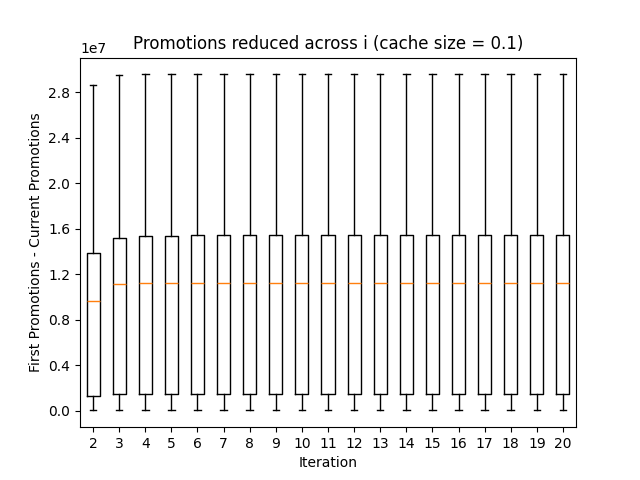 Promotions reduced across i (cache size = 0.1)
1e7
2.8
2.4
2.0
1.6
1.2
0.8
0.4
0.0
First Promotions - Current Promotions
2 3 4 5 6 7 8 9 10 11 12 13 14 15 16 17 18 19 20
Iteration